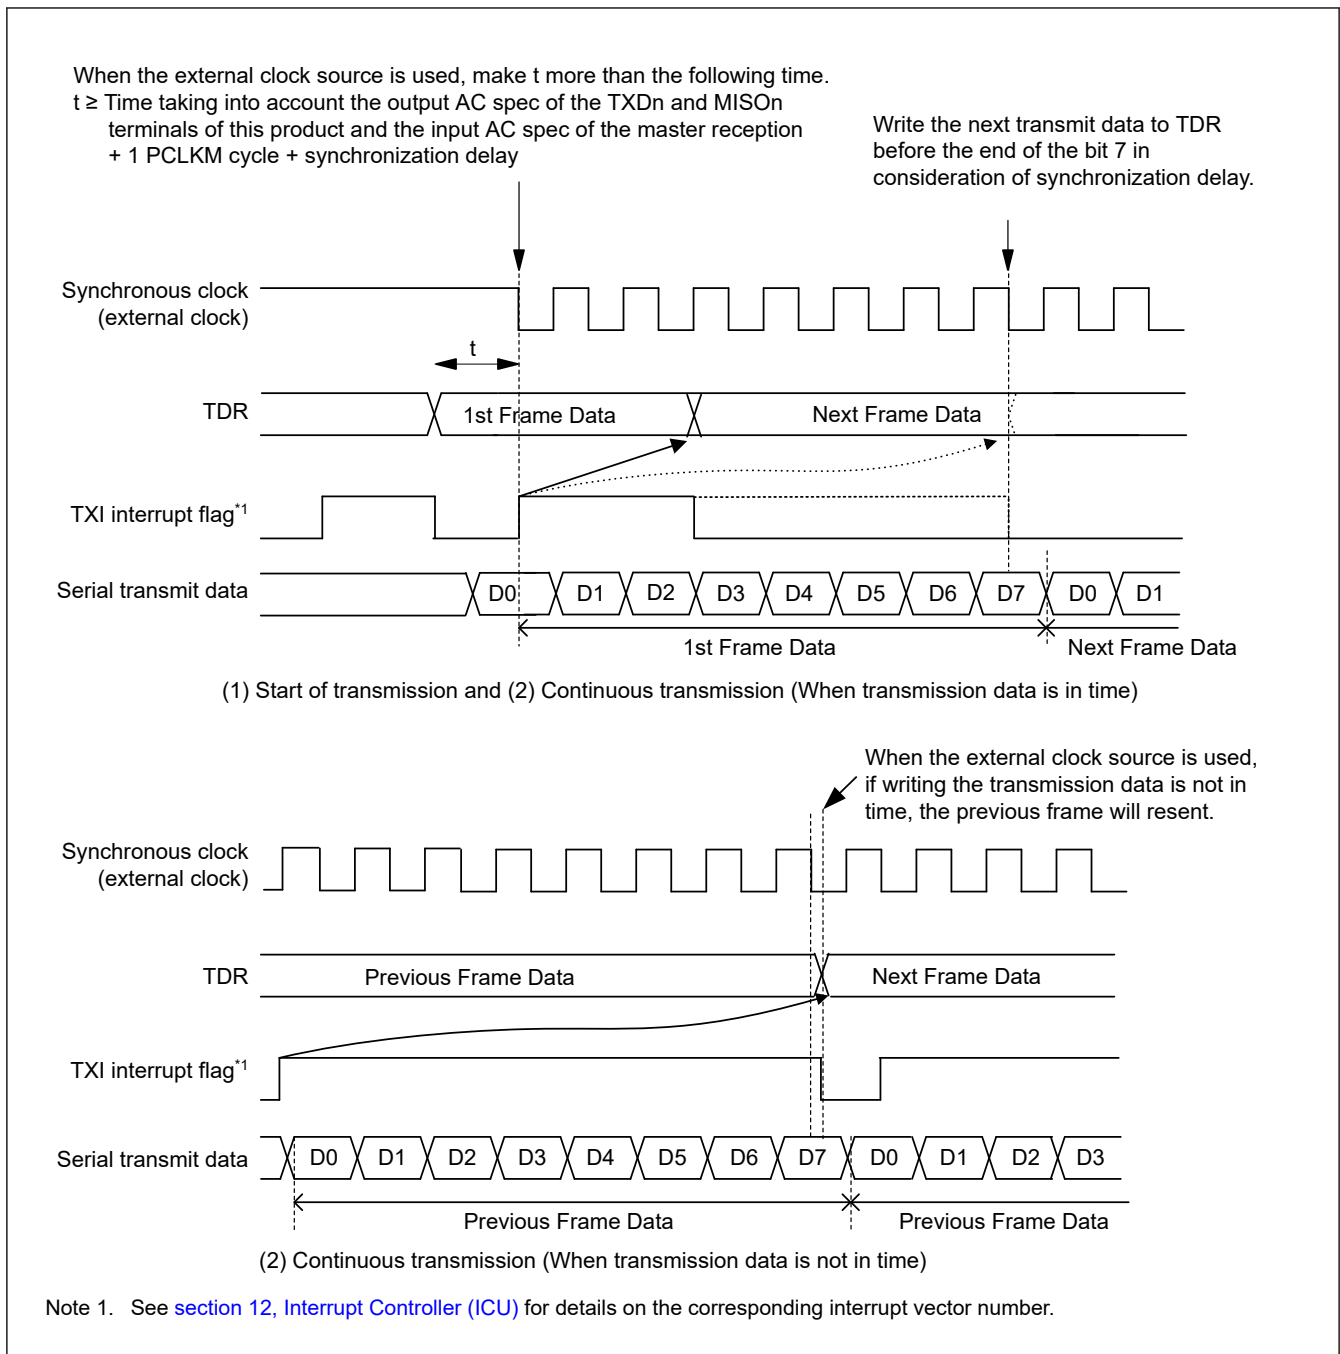 When the external clock source is used, make t more than the following time.
t ≥ Time taking into account the output AC spec of the TXDn and MISOn
terminals of this product and the input AC spec of the master reception
+ 1 PCLKM cycle + synchronization delay
Write the next transmit data to TDR
before the end of the bit 7 in
consideration of synchronization delay.
Synchronous clock
(external clock)
t
TDR
1st Frame Data
Next Frame Data
TXI interrupt flag*1
Serial transmit data
D0 D1 D2 D3 D4 D5 D6 D7 D0 D1
1st Frame Data
Next Frame Data
(1) Start of transmission and (2) Continuous transmission (When transmission data is in time)
When the external clock source is used,
if writing the transmission data is not in
time, the previous frame will resent.
Synchronous clock
(external clock)
TDR
Previous Frame Data
Next Frame Data
TXI interrupt flag*1
Serial transmit data
D0 D1 D2 D3 D4 D5 D6 D7 D0 D1 D2 D3
Previous Frame Data
Previous Frame Data
(2) Continuous transmission (When transmission data is not in time)
Note 1. See section 12, Interrupt Controller (ICU) for details on the corresponding interrupt vector number.